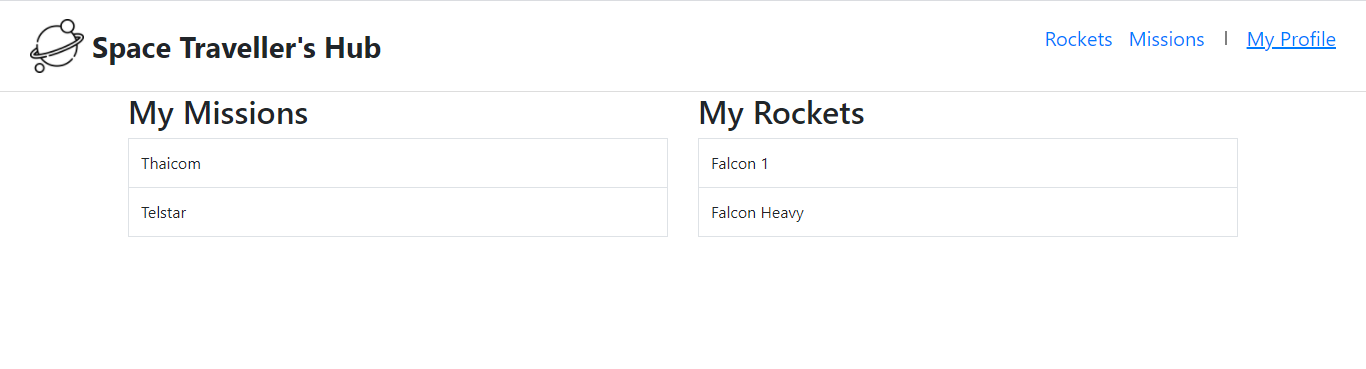 Space Traveller's Hub
Rockets Missions | My Profile
My Missions
Thaicom
Telstar
My Rockets
Falcon 1
Falcon Heavy